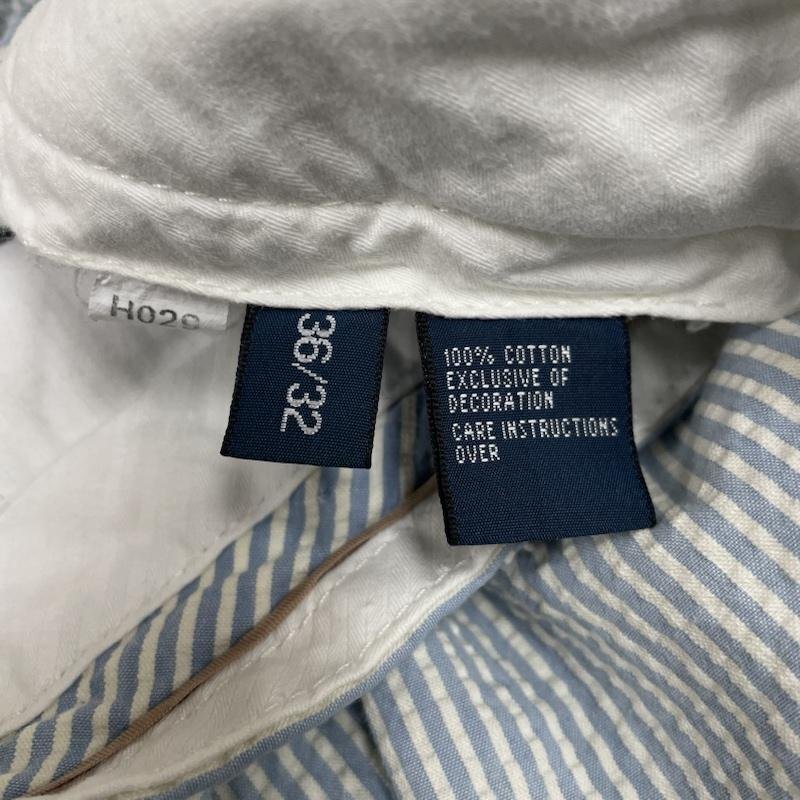 H029
36/32
100% COTTON
EXCLUSIVE OF
DECORATION
CARE INSTRUCTIONS
OVER